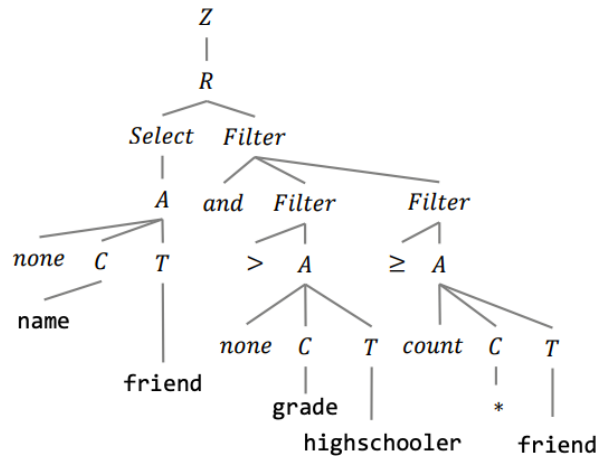 Z
R
Select Filter
A and Filter Filter
none C T > A ≥ A
name none C T count C T
friend grade *
highschooler friend